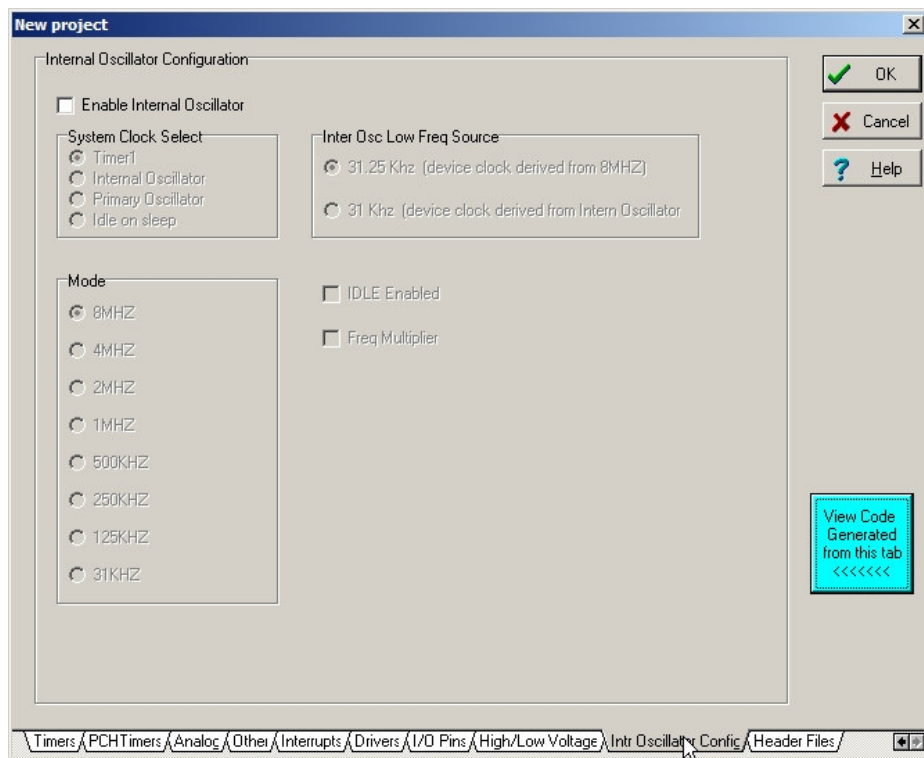 New project
Internal Oscillator Configuration
Enable Internal Oscillator
System Clock Select
Timer1
Internal Oscillator
Primary Oscillator
Idle on sleep
Inter Osc Low Freq Source
31.25 Khz (device clock derived from 8MHZ)
31 Khz (device clock derived from Intern Oscillator
Mode
8MHZ
4MHZ
2MHZ
1MHZ
500KHZ
250KHZ
125KHZ
31KHZ
IDLE Enabled
Freq Multiplier
OK
Cancel
Help
View Code
Generated
from this tab
<<<<<<<
Timers PCHTimers Analog Other Interrupts Drivers I/O Pins High/Low Voltage Intr Oscillator Config Header Files